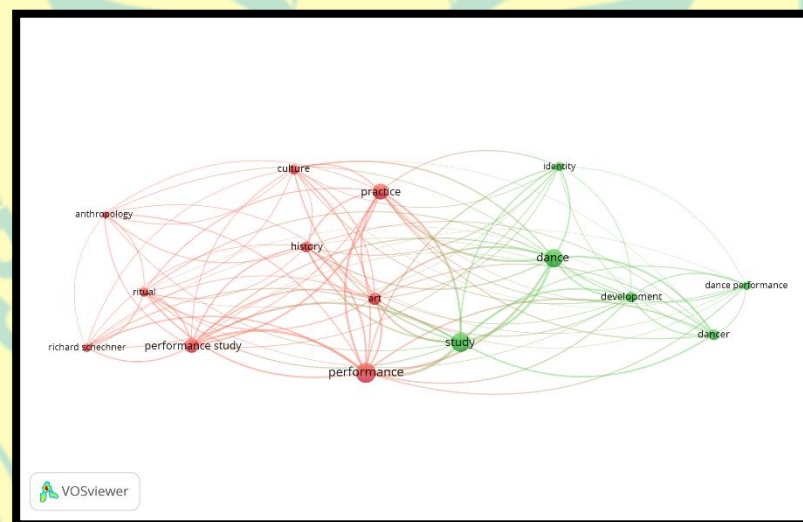 identity
culture
practice
anthropology
history
dance
ritual
art
development
dance performance
richard schechner
performance study
study
dancer
performance
VOSviewer